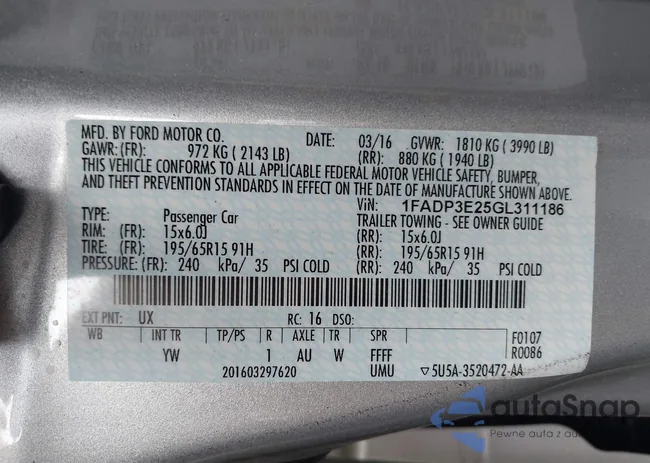 MFD. BY FORD MOTOR CO. DATE: 03/16 GVWR: 1810 KG ( 3990 LB)
GAWR: (FR): 972 KG ( 2143 LB) (RR): 880 KG ( 1940 LB)
THIS VEHICLE CONFORMS TO ALL APPLICABLE FEDERAL MOTOR VEHICLE SAFETY, BUMPER,
AND THEFT PREVENTION STANDARDS IN EFFECT ON THE DATE OF MANUFACTURE SHOWN ABOVE.
VIN: 1FADP3E25GL311186
TYPE: Passenger Car TRAILER TOWING - SEE OWNER GUIDE
RIM: (FR): 15x6.0J (RR): 15x6.0J
TIRE: (FR): 195/65R15 91H (RR): 195/65R15 91H
PRESSURE: (FR): 240 kPa/ 35 PSI COLD (RR): 240 kPa/ 35 PSI COLD
EXT PNT: UX RC: 16 DSO:
WB INT TR TP/PS R AXLE TR SPR F0107
YW 1 AU W FFFF R0086
201603297620 UMU ▽5U5A-3520472-AA
autoSnap
Pewne auta z aut